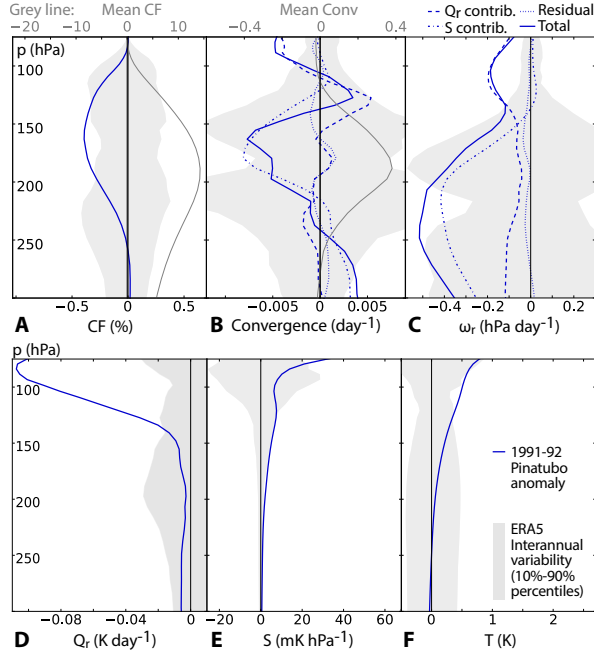 Grey line: Mean CF Mean Conv Qr contrib. Residual
S contrib. Total
−20 −10 0 10 −0.4 0 0.4
p (hPa)
100
150
200
250
−0.5 0 0.5 −0.005 0 0.005 −0.4 −0.2 0 0.2
A CF (%) B Convergence (day⁻¹) C ωr (hPa day⁻¹)
p (hPa)
100
150
200
250
1991-92
Pinatubo
anomaly
ERA5
Interannual
variability
(10%-90%
percentiles)
−0.08 −0.04 0 −20 0 20 40 60 0 1 2
D Qr (K day⁻¹) E S (mK hPa⁻¹) F T (K)